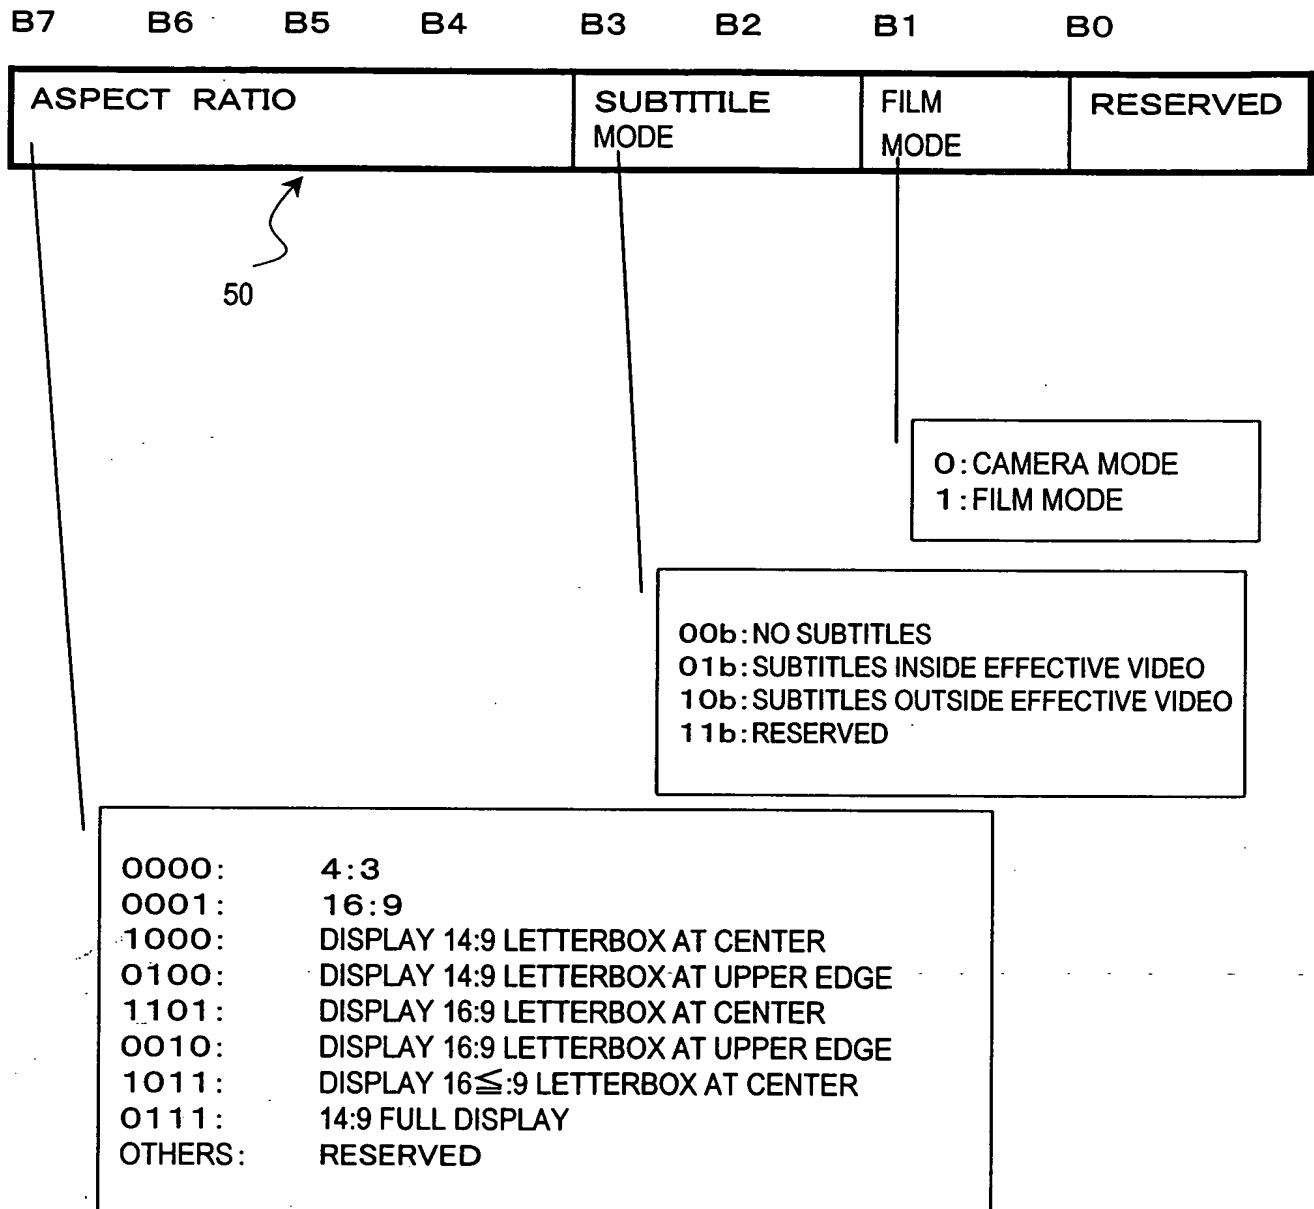 B7 B6 B5 B4 B3 B2 B1 B0
ASPECT RATIO
SUBTITILE
MODE
FILM
MODE
RESERVED
50
0:CAMERA MODE
1:FILM MODE
00b:NO SUBTITLES
01b:SUBTITLES INSIDE EFFECTIVE VIDEO
10b:SUBTITLES OUTSIDE EFFECTIVE VIDEO
11b:RESERVED
0000: 4:3
0001: 16:9
1000: DISPLAY 14:9 LETTERBOX AT CENTER
0100: DISPLAY 14:9 LETTERBOX AT UPPER EDGE
1101: DISPLAY 16:9 LETTERBOX AT CENTER
0010: DISPLAY 16:9 LETTERBOX AT UPPER EDGE
1011: DISPLAY 16≦:9 LETTERBOX AT CENTER
0111: 14:9 FULL DISPLAY
OTHERS: RESERVED